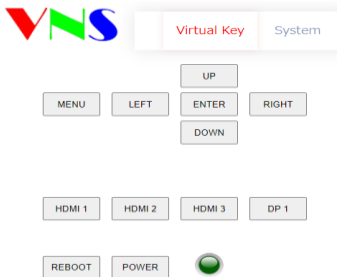 VNS Virtual Key System
UP
MENU LEFT ENTER RIGHT
DOWN
HDMI 1 HDMI 2 HDMI 3 DP 1
REBOOT POWER